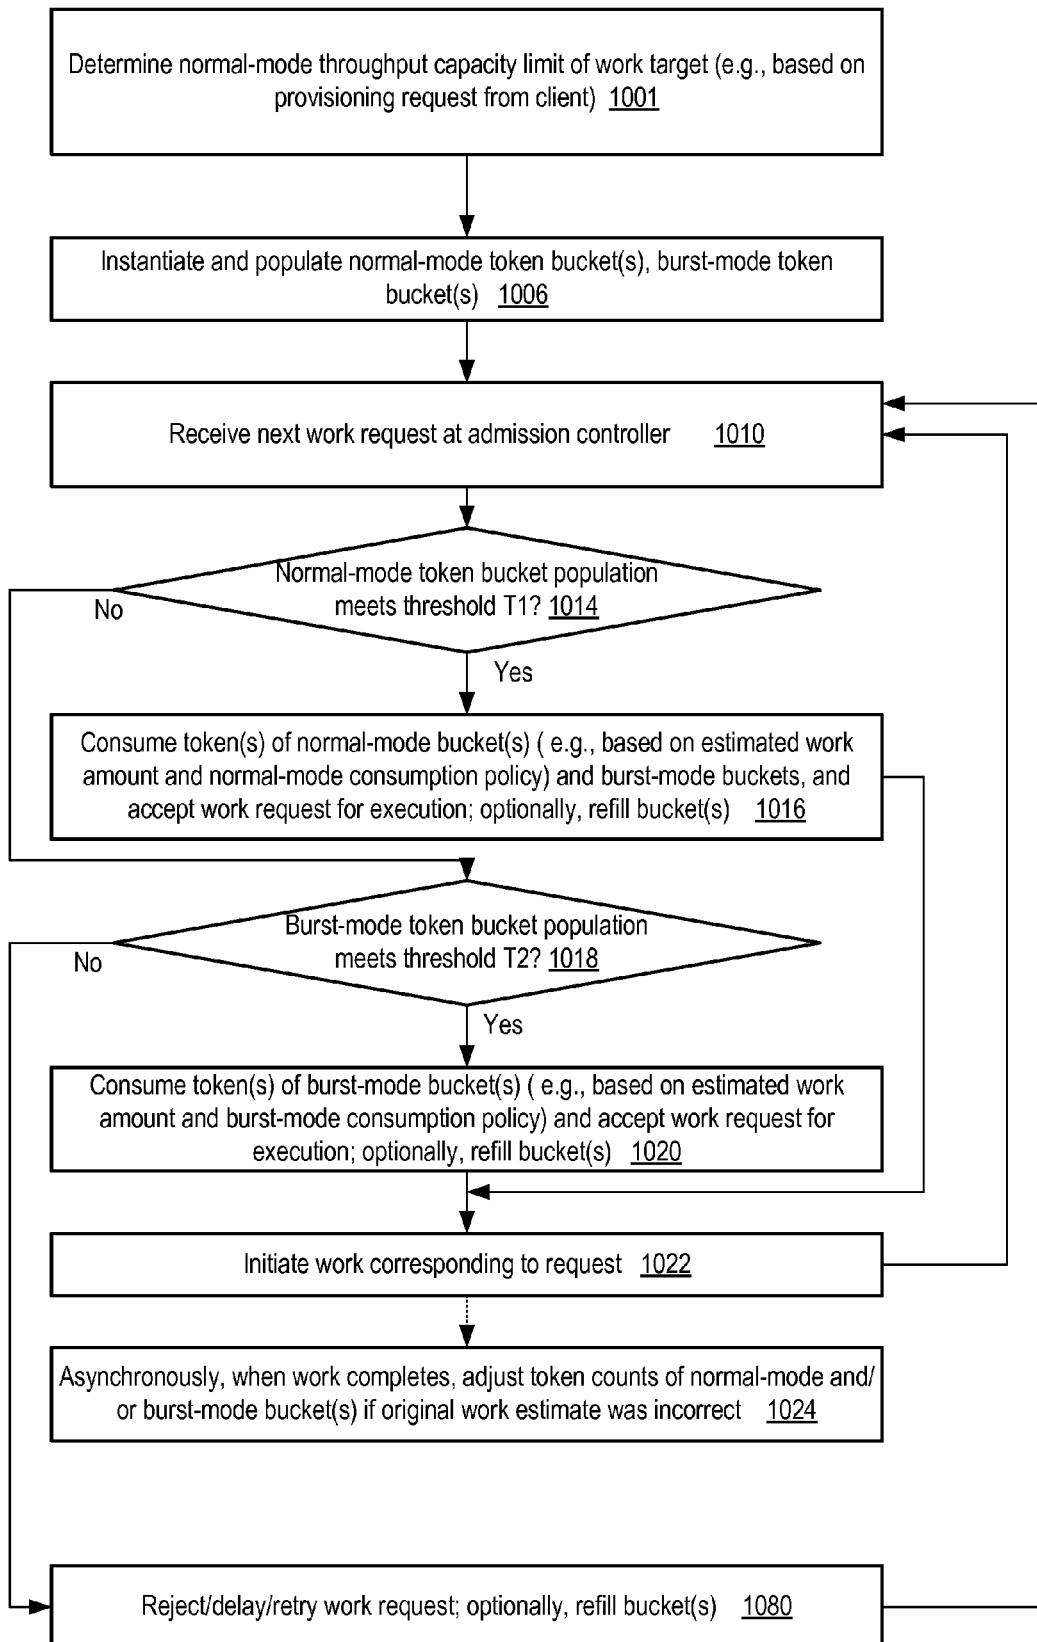 Determine normal-mode throughput capacity limit of work target (e.g., based on
provisioning request from client) 1001
Instantiate and populate normal-mode token bucket(s), burst-mode token
bucket(s) 1006
Receive next work request at admission controller 1010
Normal-mode token bucket population
meets threshold T1? 1014
No
Yes
Consume token(s) of normal-mode bucket(s) ( e.g., based on estimated work
amount and normal-mode consumption policy) and burst-mode buckets, and
accept work request for execution; optionally, refill bucket(s) 1016
Burst-mode token bucket population
meets threshold T2? 1018
No
Yes
Consume token(s) of burst-mode bucket(s) ( e.g., based on estimated work
amount and burst-mode consumption policy) and accept work request for
execution; optionally, refill bucket(s) 1020
Initiate work corresponding to request 1022
Asynchronously, when work completes, adjust token counts of normal-mode and/
or burst-mode bucket(s) if original work estimate was incorrect 1024
Reject/delay/retry work request; optionally, refill bucket(s) 1080